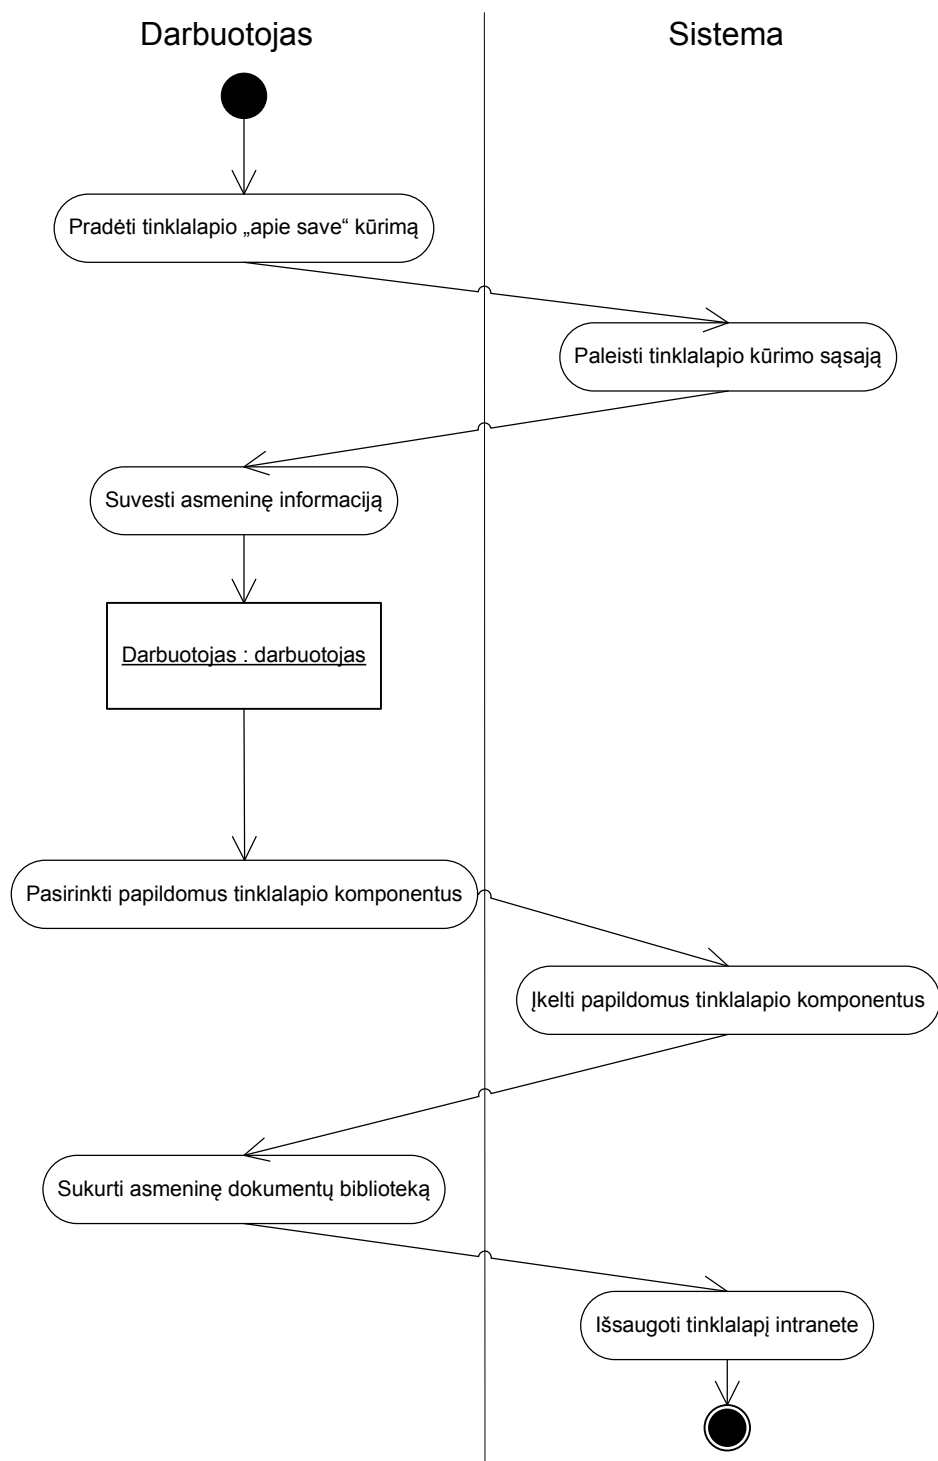 Darbuotojas
Sistema
Pradėti tinklalapio „apie save“ kūrimą
Paleisti tinklalapio kūrimo sąsają
Suvesti asmeninę informaciją
Darbuotojas : darbuotojas
Pasirinkti papildomus tinklalapio komponentus
Įkelti papildomus tinklalapio komponentus
Sukurti asmeninę dokumentų biblioteką
Išsaugoti tinklalapį intranete